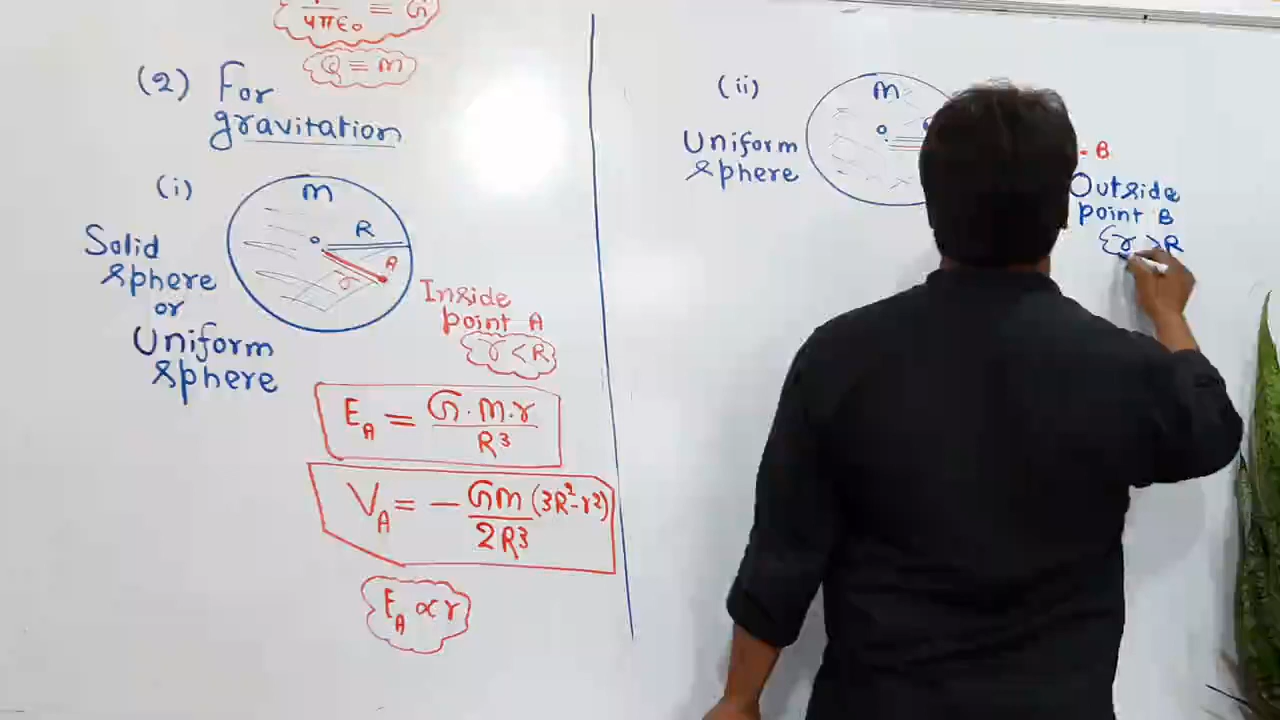 1/4πε₀ = G
Q = m
(2) For
gravitation
(i)
m
R
Solid
sphere
or
Uniform
sphere
o
A
r
Inside
point A
r < R
E_A = G.m.r/R³
V_A = - Gm/2R³ (3R²-r²)
E_A ∝ r
(ii)
m
Uniform
sphere
o
- B
Outside
point B
{r > R